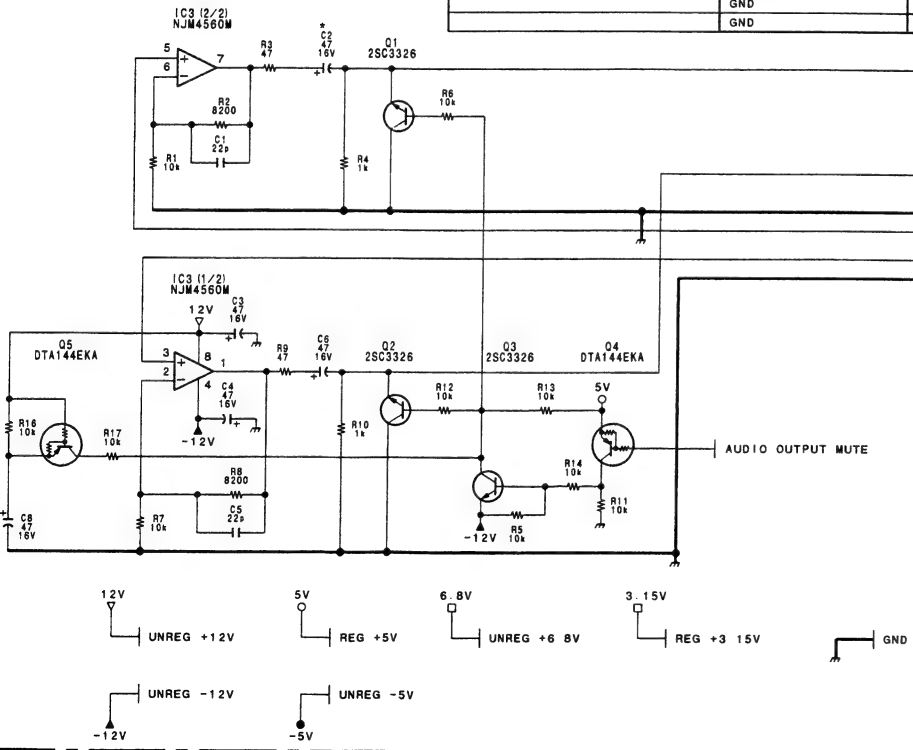 GND
GND
IC3 (2/2)
NJM4560M
5
6
7
R3
47
*
C2
47
16V
+
Q1
2SC3326
R2
8200
C1
22p
R1
10k
R4
1k
R6
10k
IC3 (1/2)
NJM4560M
12V
C3
47
16V
+
Q5
DTA144EKA
3
2
8
1
4
C4
47
16V
+
-12V
R9
47
C6
47
16V
+
Q2
2SC3326
Q3
2SC3326
Q4
DTA144EKA
5V
R12
10k
R13
10k
R16
10k
R17
10k
R10
1k
AUDIO OUTPUT MUTE
R14
10k
R8
8200
C5
22p
R7
10k
R5
10k
R11
10k
-12V
+
C8
47
16V
12V
UNREG +12V
5V
REG +5V
6.8V
UNREG +6 8V
3.15V
REG +3 15V
GND
UNREG -12V
-12V
UNREG -5V
-5V